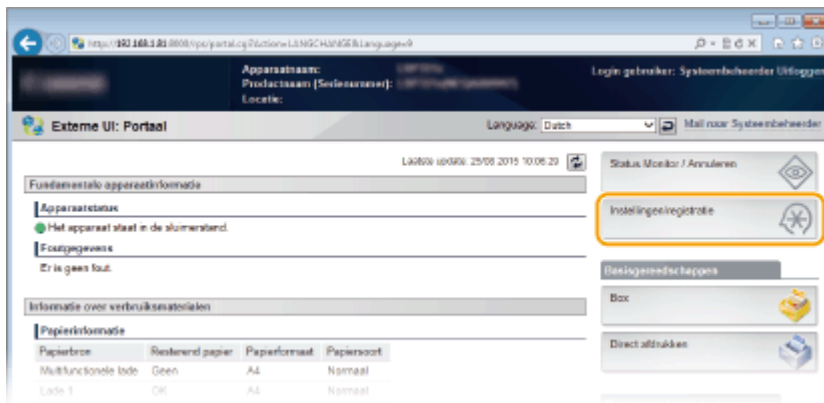 Apparaatnaam:
Productnaam (Serienummer):
Locatie:
Login gebruiker: Systeembeheerder Uitloggen
Externe UI: Portaal
Language: Dutch
Mail naar Systeembeheerder
Laatste update: 25/08 2015 10:06:29
Fundamentele apparaatinformatie
Apparaatstatus
Het apparaat staat in de sluimerstand.
Foutgegevens
Er is geen fout.
Informatie over verbruiksmaterialen
Papierinformatie
Papierbron Resterend papier Papierformaat Papiersoort
Multifunctionele lade Geen A4 Normaal
Lade 1 OK A4 Normaal
Status Monitor / Annuleren
Instellingen/registratie
Basisgereedschappen
Box
Direct afdrukken